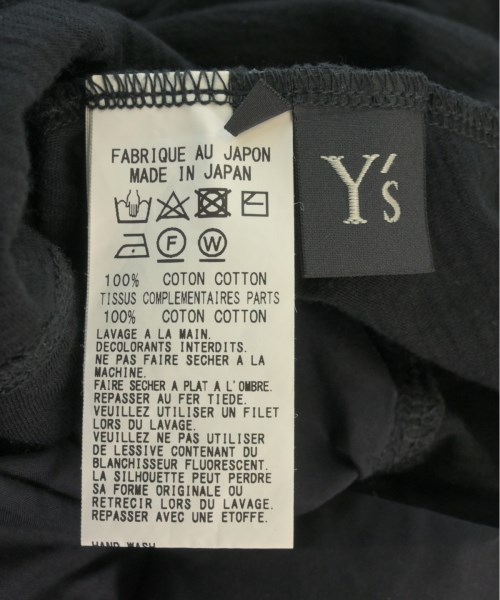 FABRIQUE AU JAPON
MADE IN JAPAN
F W
100% COTON COTTON
TISSUS COMPLEMENTAIRES PARTS
100% COTON COTTON
LAVAGE A LA MAIN.
DECOLORANTS INTERDITS.
NE PAS FAIRE SECHER A LA
MACHINE.
FAIRE SECHER A PLAT A L'OMBRE.
REPASSER AU FER TIEDE.
VEUILLEZ UTILISER UN FILET
LORS DU LAVAGE.
VEUILLEZ NE PAS UTILISER
DE LESSIVE CONTENANT DU
BLANCHISSEUR FLUORESCENT.
LA SILHOUETTE PEUT PERDRE
SA FORME ORIGINALE OU
RETRECIR LORS DU LAVAGE.
REPASSER AVEC UNE ETOFFE.
HAND WASH
Y's